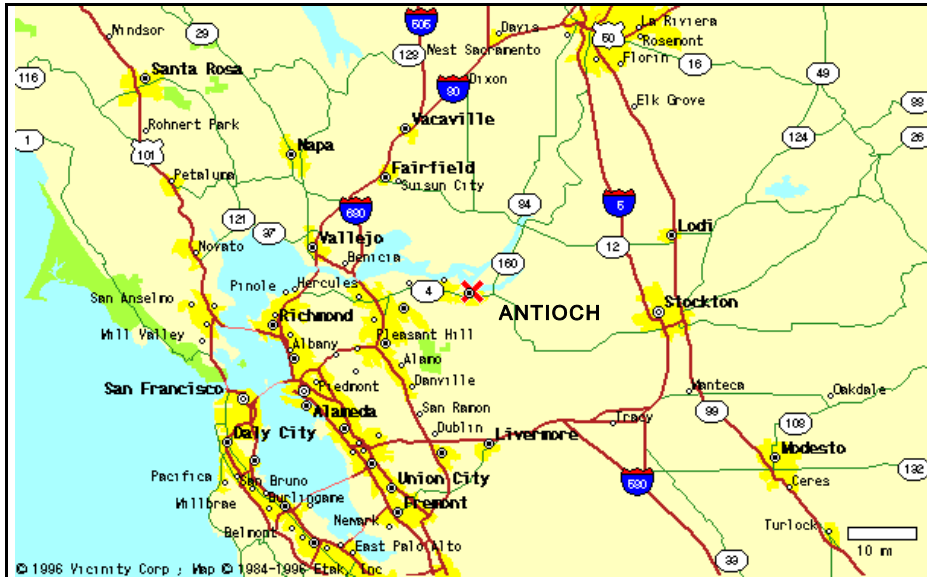 Windsor
29
505
Davis
50
La Riviera
Rosemont
128
West Sacramento
Florin
16
116
Santa Rosa
80
Dixon
49
Elk Grove
88
Rohnert Park
Vacaville
124
26
1
101
Napa
Petaluma
Fairfield
Suisun City
121
37
680
84
5
Lodi
Novato
Vallejo
Benicia
12
160
Pinole
Hercules
4
San Anselmo
Richmond
ANTIOCH
Stockton
Mill Valley
Albany
Pleasant Hill
Alamo
San Francisco
Piedmont
Danville
Manteca
Oakdale
Alameda
San Ramon
Tracy
99
Daly City
Dublin
Livermore
108
Modesto
Pacifica
San Bruno
Union City
580
132
Millbrae
Burlingame
Fremont
Ceres
Belmont
Newark
Turlock
East Palo Alto
33
10 m
© 1996 Vicinity Corp ; Map © 1984-1996 Etak, Inc